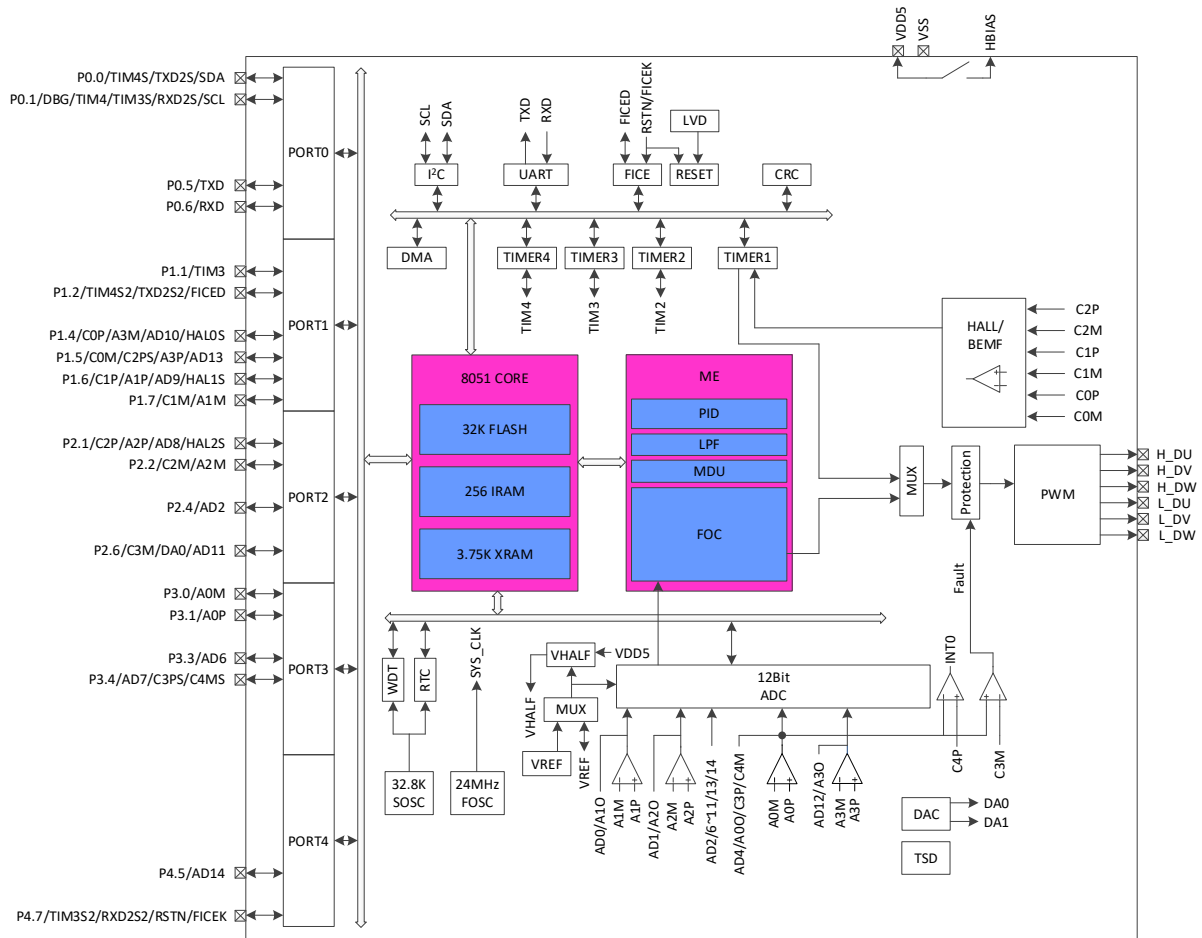 VDD5
VSS
HBIAS
P0.0/TIM4S/TXD2S/SDA
P0.1/DBG/TIM4/TIM3S/RXD2S/SCL
PORT0
P0.5/TXD
P0.6/RXD
P1.1/TIM3
P1.2/TIM4S2/TXD2S2/FICED
PORT1
P1.4/C0P/A3M/AD10/HAL0S
P1.5/C0M/C2PS/A3P/AD13
P1.6/C1P/A1P/AD9/HAL1S
P1.7/C1M/A1M
P2.1/C2P/A2P/AD8/HAL2S
P2.2/C2M/A2M
PORT2
P2.4/AD2
P2.6/C3M/DA0/AD11
P3.0/A0M
P3.1/A0P
PORT3
P3.3/AD6
P3.4/AD7/C3PS/C4MS
PORT4
P4.5/AD14
P4.7/TIM3S2/RXD2S2/RSTN/FICEK
SCL
SDA
TXD
RXD
FICED
RSTN/FICEK
LVD
I²C
UART
FICE
RESET
CRC
DMA
TIMER4
TIMER3
TIMER2
TIMER1
TIM4
TIM3
TIM2
8051 CORE
32K FLASH
256 IRAM
3.75K XRAM
ME
PID
LPF
MDU
FOC
HALL/
BEMF
C2P
C2M
C1P
C1M
C0P
C0M
MUX
Protection
PWM
H_DU
H_DV
H_DW
L_DU
L_DV
L_DW
Fault
WDT
RTC
SYS_CLK
32.8K
SOSC
24MHz
FOSC
VHALF
VDD5
VHALF
MUX
VREF
VREF
12Bit
ADC
AD0/A1O
A1M
A1P
AD1/A2O
A2M
A2P
AD2/6~11/13/14
AD4/A0O/C3P/C4M
A0M
A0P
AD12/A3O
A3M
A3P
INT0
C4P
C3M
DAC
DA0
DA1
TSD